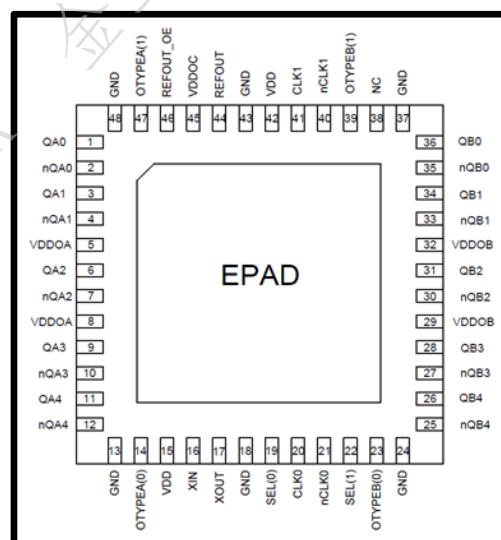 金
GND OTYPEA(1) REFOUT_OE VDDOC REFOUT GND VDD CLK1 nCLK1 OTYPEB(1) NC GND
48 47 46 45 44 43 42 41 40 39 38 37
QA0 1 36 QB0
nQA0 2 35 nQB0
QA1 3 34 QB1
nQA1 4 33 nQB1
VDDOA 5 32 VDDOB
QA2 6 31 QB2
EPAD
nQA2 7 30 nQB2
VDDOA 8 29 VDDOB
QA3 9 28 QB3
nQA3 10 27 nQB3
QA4 11 26 QB4
nQA4 12 25 nQB4
13 14 15 16 17 18 19 20 21 22 23 24
GND OTYPEA(0) VDD XIN XOUT GND SEL(0) CLK0 nCLK0 SEL(1) OTYPEB(0) GND